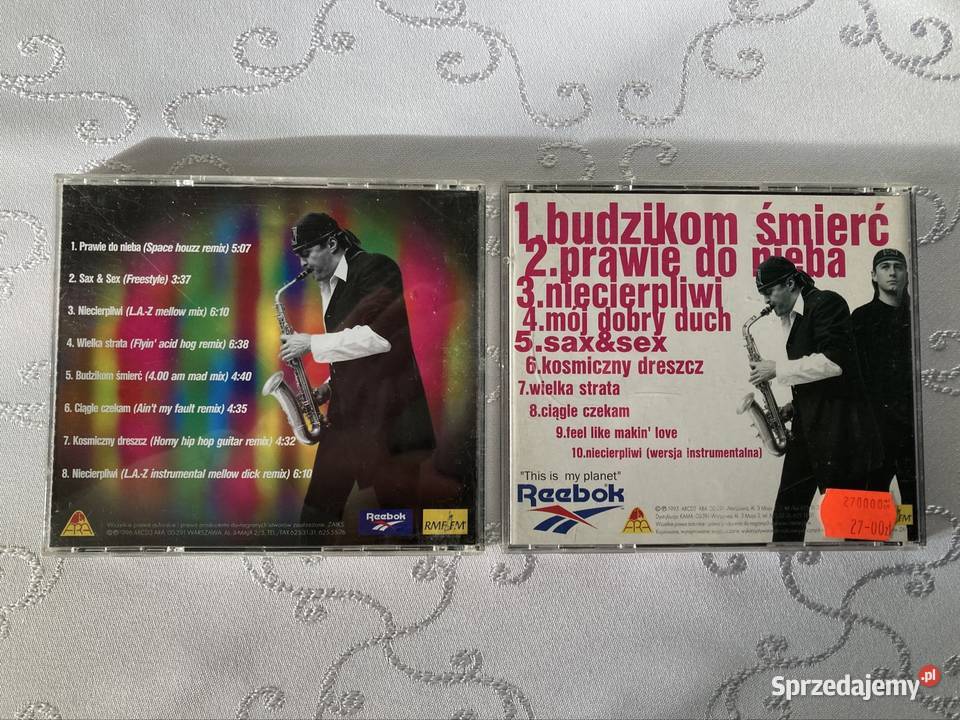 1. Prawie do nieba (Space houzz remix) 5:07
2. Sax & Sex (Freestyle) 3:37
3. Niecierpliwi (L.A.-Z mellow mix) 6:10
4. Wielka strata (Flyin' acid hog remix) 6:38
5. Budzikom śmierć (4.00 am mad mix) 4:40
6. Ciągle czekam (Ain't my fault remix) 4:35
7. Kosmiczny dreszcz (Horny hip hop guitar remix) 4:32
8. Niecierpliwi (L.A.-Z instrumental mellow dick remix) 6:10
ARA
Reebok
RMF FM
1.budzikom śmierć
2.prawie do nieba
3.niecierpliwi
4.mój dobry duch
5.sax&sex
6.kosmiczny dreszcz
7.wielka strata
8.ciągle czekam
9.feel like makin' love
10.niecierpliwi (wersja instrumentalna)
"This is my planet"
Reebok
ARA
27-00zł
FM
Sprzedajemy.pl